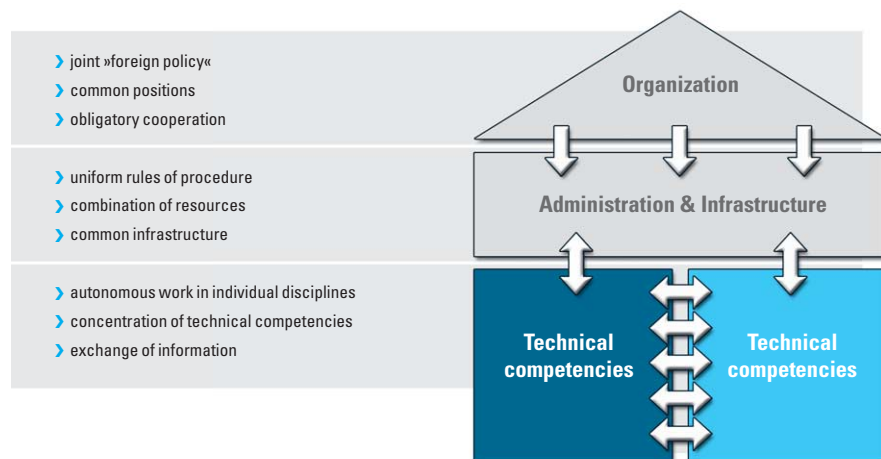 joint »foreign policy«
common positions
obligatory cooperation
Organization
uniform rules of procedure
combination of resources
common infrastructure
Administration & Infrastructure
autonomous work in individual disciplines
concentration of technical competencies
exchange of information
Technical
competencies
Technical
competencies